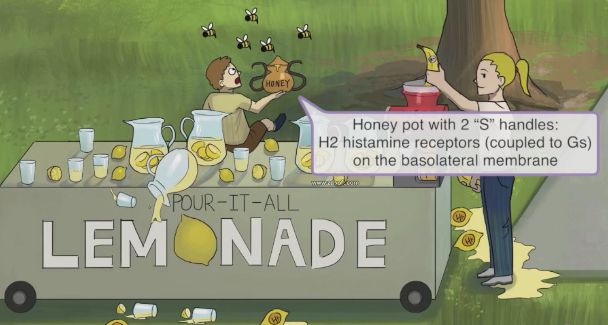 HONEY
Honey pot with 2 “S” handles:
H2 histamine receptors (coupled to Gs)
on the basolateral membrane
POUR-IT-ALL
LEMONADE